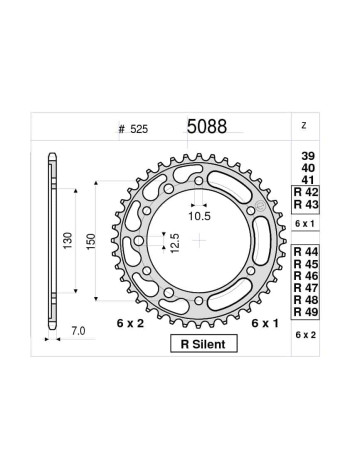 # 525
5088
z
39
40
41
R 42
R 43
6 x 1
R 44
R 45
R 46
R 47
R 48
R 49
6 x 2
130
150
10.5
12.5
7.0
6 x 2
6 x 1
R Silent